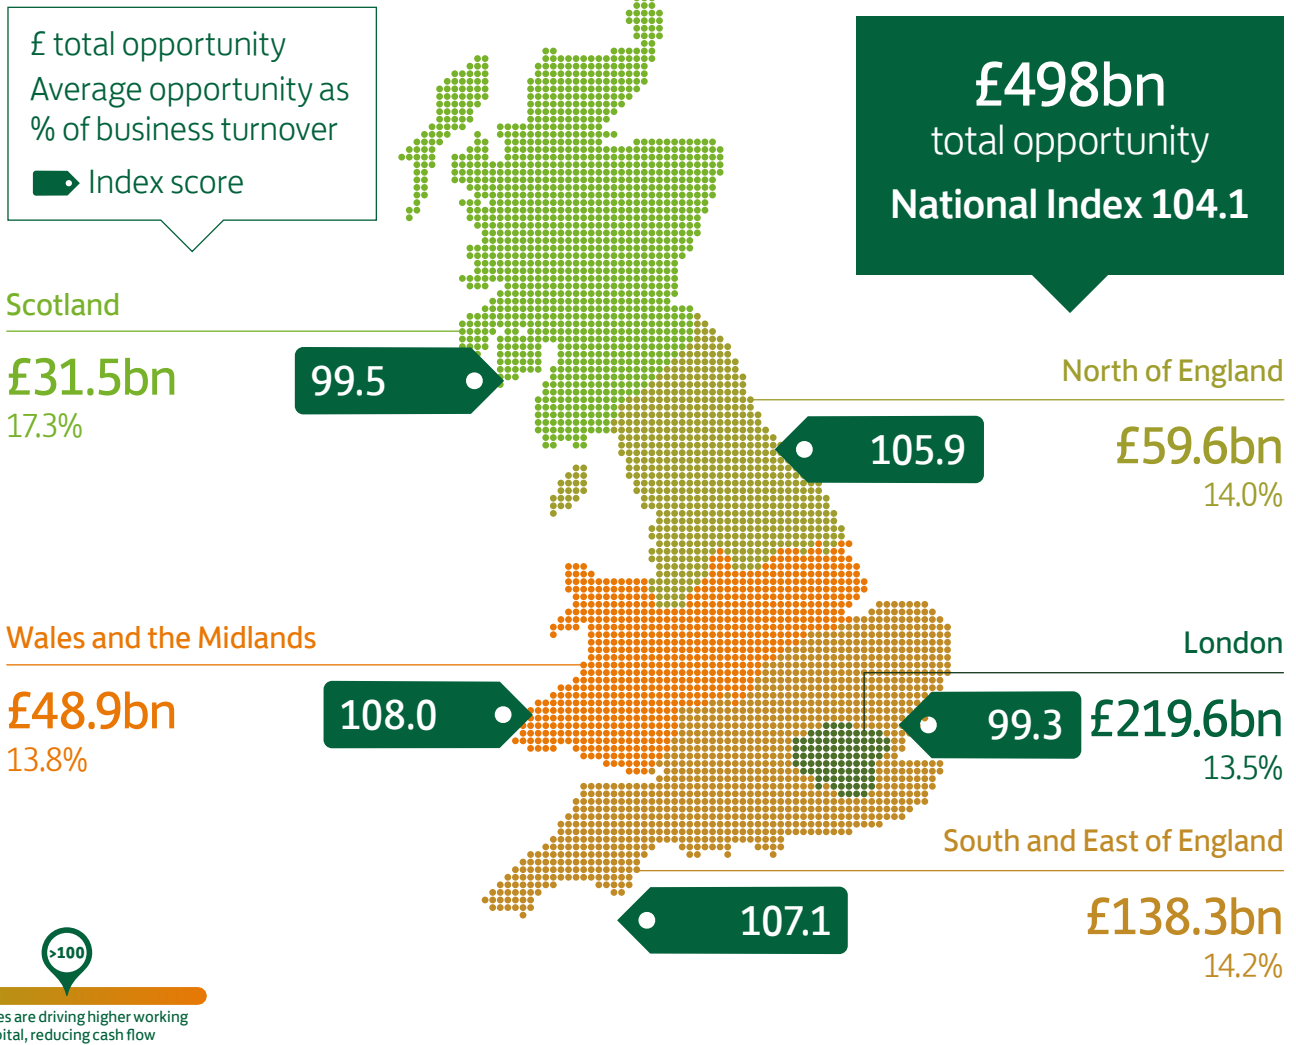 £ total opportunity
Average opportunity as
% of business turnover
Index score
£498bn
total opportunity
National Index 104.1
Scotland
£31.5bn
17.3%
99.5
North of England
£59.6bn
14.0%
105.9
Wales and the Midlands
£48.9bn
13.8%
108.0
London
£219.6bn
13.5%
99.3
South and East of England
£138.3bn
14.2%
107.1
>100
are driving higher working
reducing cash flow